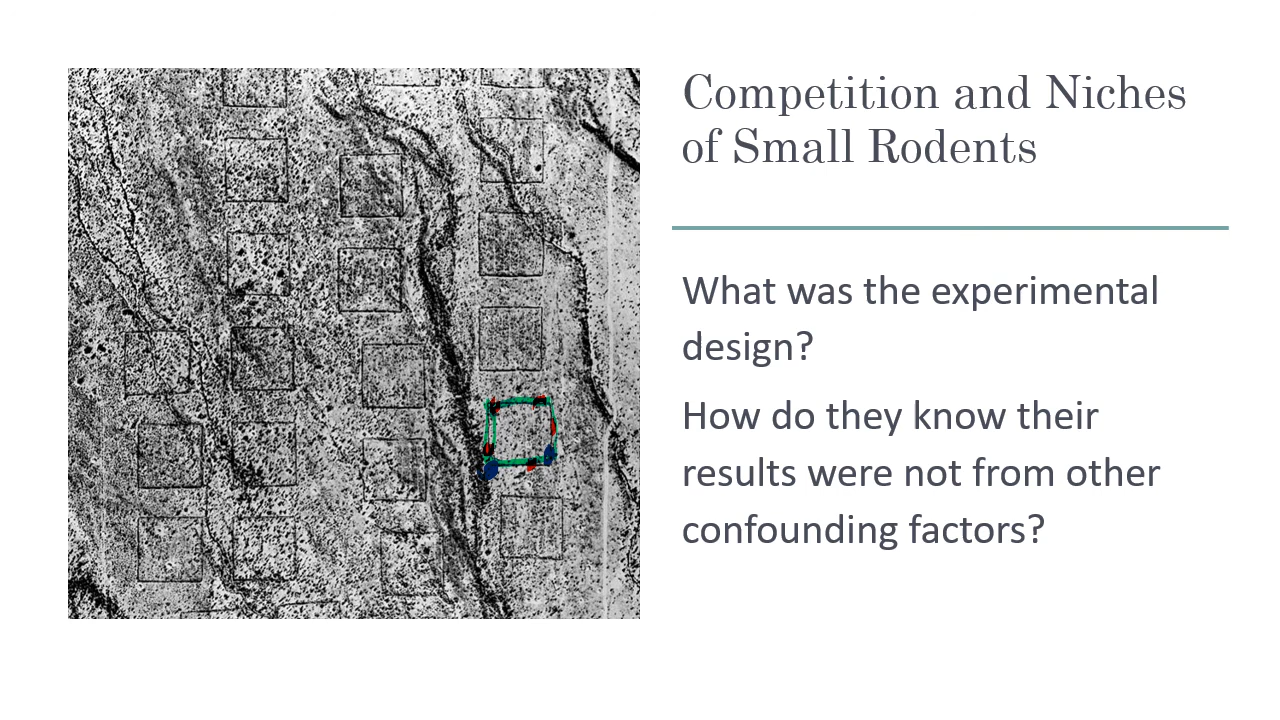 Competition and Niches
of Small Rodents
What was the experimental
design?
How do they know their
results were not from other
confounding factors?